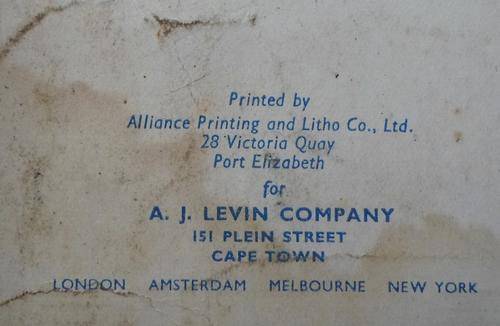 Printed by
Alliance Printing and Litho Co., Ltd.
28 Victoria Quay
Port Elizabeth
for
A. J. LEVIN COMPANY
151 PLEIN STREET
CAPE TOWN
LONDON AMSTERDAM MELBOURNE NEW YORK